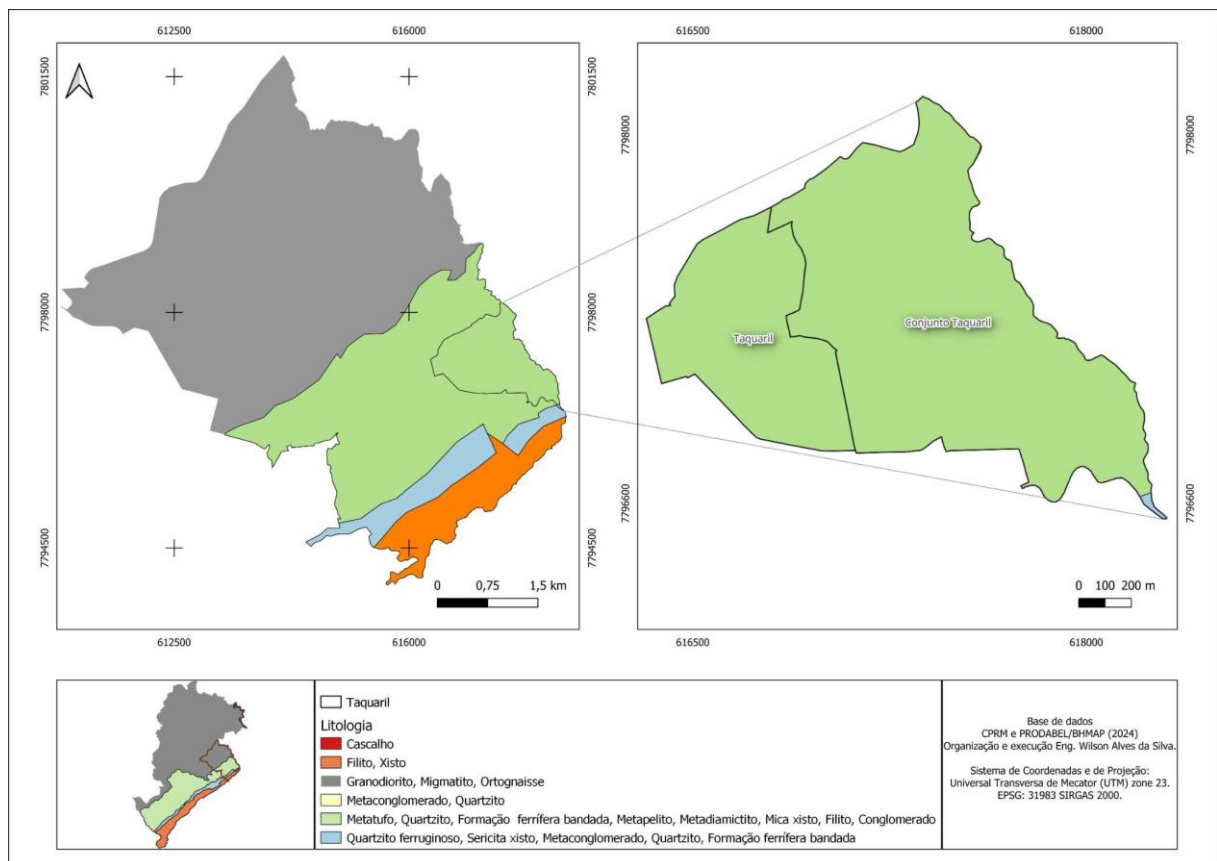 612500
616000
616500
618000
7801500
7801500
7798000
7798000
7794500
7794500
7798000
7798000
7796600
7796600
Taquaril
Conjunto Taquaril
0 0,75 1,5 km
0 100 200 m
612500
616000
616500
618000
Taquaril
Litologia
Cascalho
Filito, Xisto
Granodiorito, Migmatito, Ortognaisse
Metaconglomerado, Quartzito
Metatufo, Quartzito, Formação ferrífera bandada, Metapelito, Metadiamictito, Mica xisto, Filito, Conglomerado
Quartzito ferruginoso, Sericita xisto, Metaconglomerado, Quartzito, Formação ferrífera bandada
Base de dados
CPRM e PRODABEL/BHMAP (2024)
Organização e execução Eng. Wilson Alves da Silva.
Sistema de Coordenadas e de Projeção:
Universal Transversa de Mecator (UTM) zone 23.
EPSG: 31983 SIRGAS 2000.